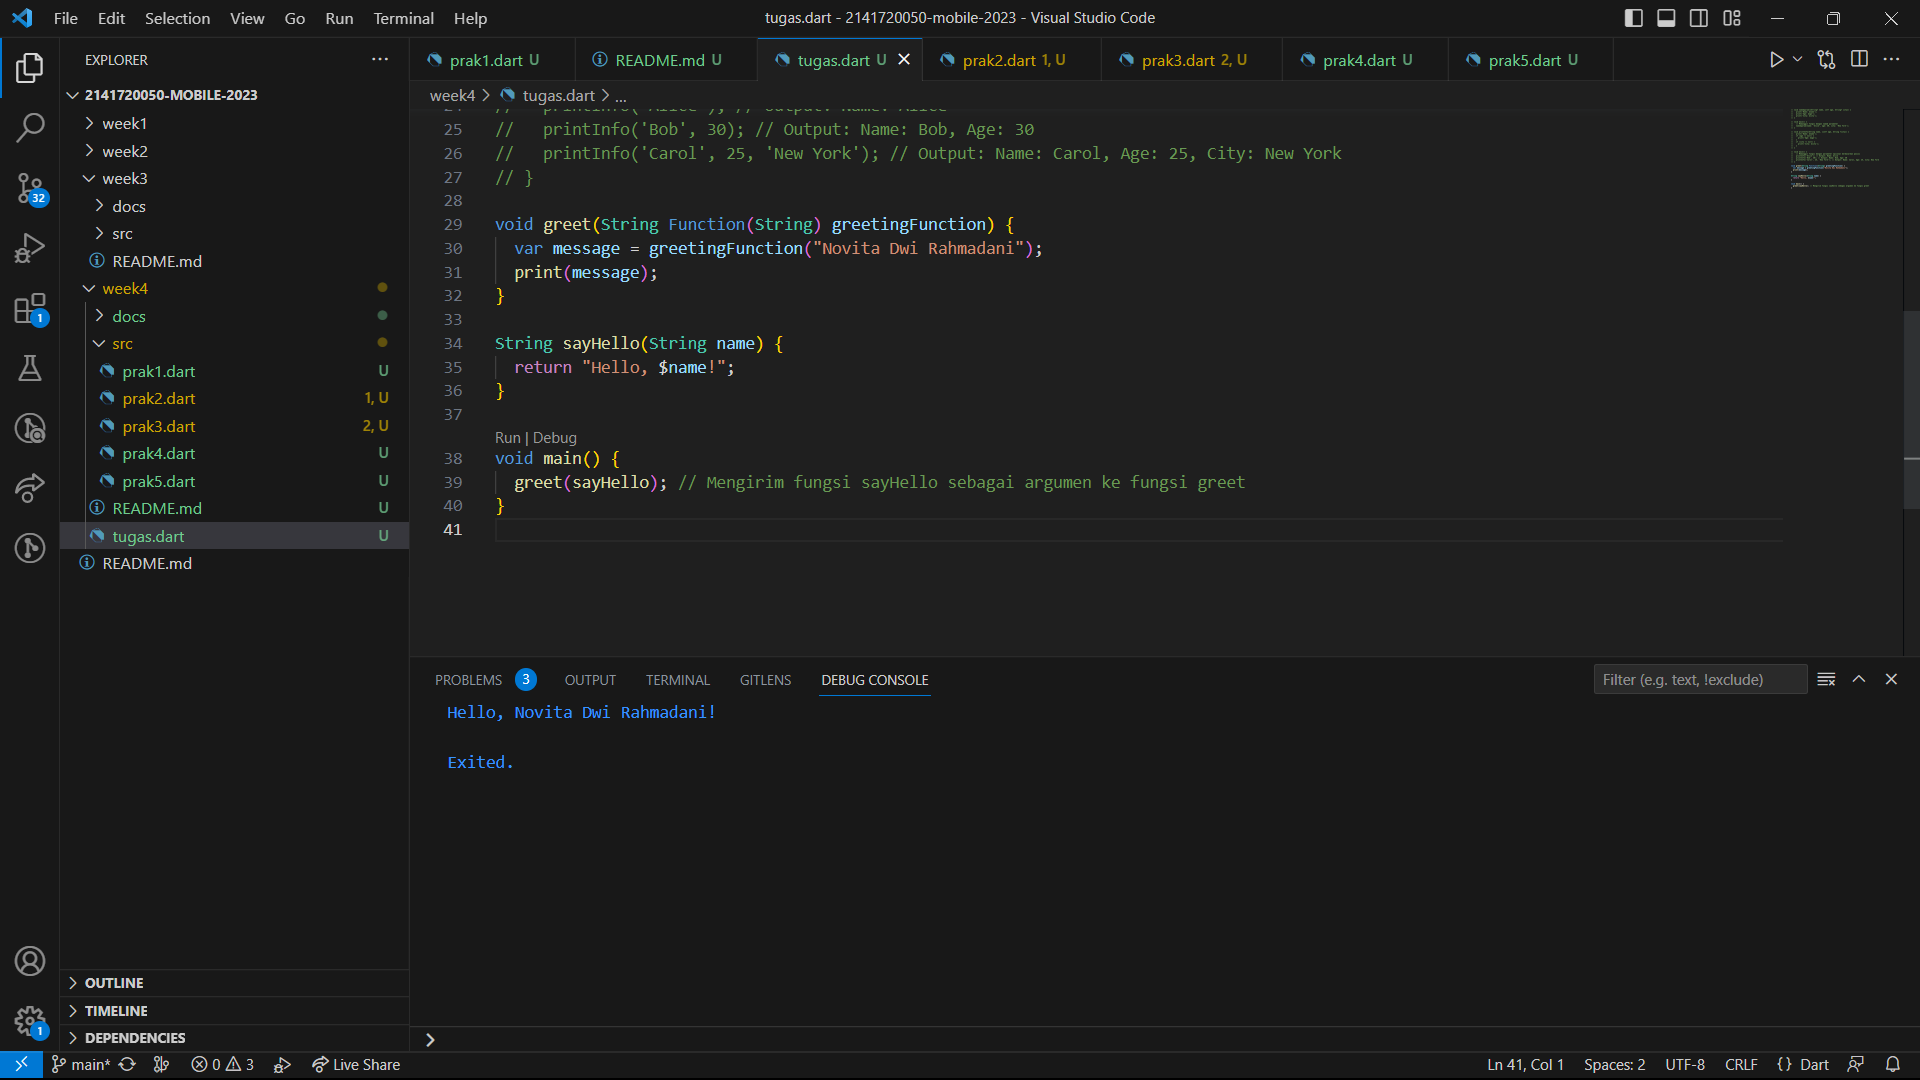 File Edit Selection View Go Run Terminal Help
tugas.dart - 2141720050-mobile-2023 - Visual Studio Code
EXPLORER
2141720050-MOBILE-2023
week1
week2
week3
docs
src
README.md
week4
docs
src
prak1.dart U
prak2.dart 1, U
prak3.dart 2, U
prak4.dart U
prak5.dart U
README.md U
tugas.dart U
README.md
OUTLINE
TIMELINE
DEPENDENCIES
32
1
1
prak1.dart U README.md U tugas.dart U prak2.dart 1, U prak3.dart 2, U prak4.dart U prak5.dart U
week4 > tugas.dart > ...
25 //   printInfo('Bob', 30); // Output: Name: Bob, Age: 30
26 //   printInfo('Carol', 25, 'New York'); // Output: Name: Carol, Age: 25, City: New York
27 // }
28
29 void greet(String Function(String) greetingFunction) {
30   var message = greetingFunction("Novita Dwi Rahmadani");
31   print(message);
32 }
33
34 String sayHello(String name) {
35   return "Hello, $name!";
36 }
37
Run | Debug
38 void main() {
39   greet(sayHello); // Mengirim fungsi sayHello sebagai argumen ke fungsi greet
40 }
41
PROBLEMS 3 OUTPUT TERMINAL GITLENS DEBUG CONSOLE
Filter (e.g. text, !exclude)
Hello, Novita Dwi Rahmadani!
Exited.
main* 0 3 Live Share
Ln 41, Col 1 Spaces: 2 UTF-8 CRLF {} Dart